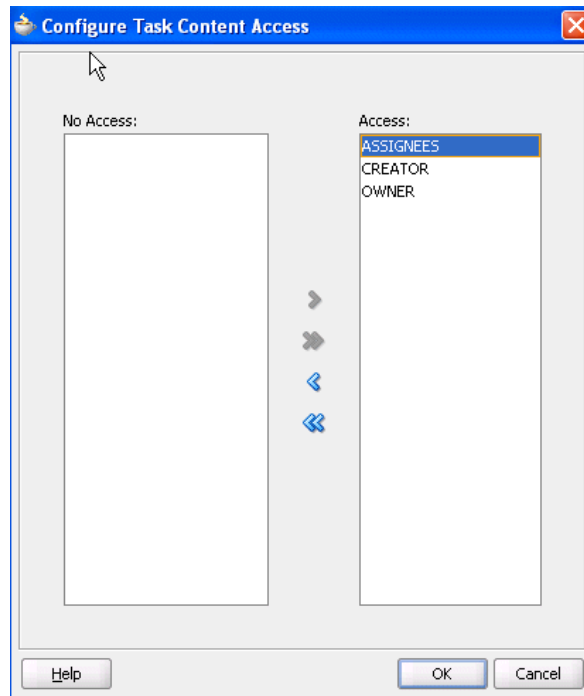 Configure Task Content Access
No Access:
Access:
ASSIGNEES
CREATOR
OWNER
Help
OK
Cancel